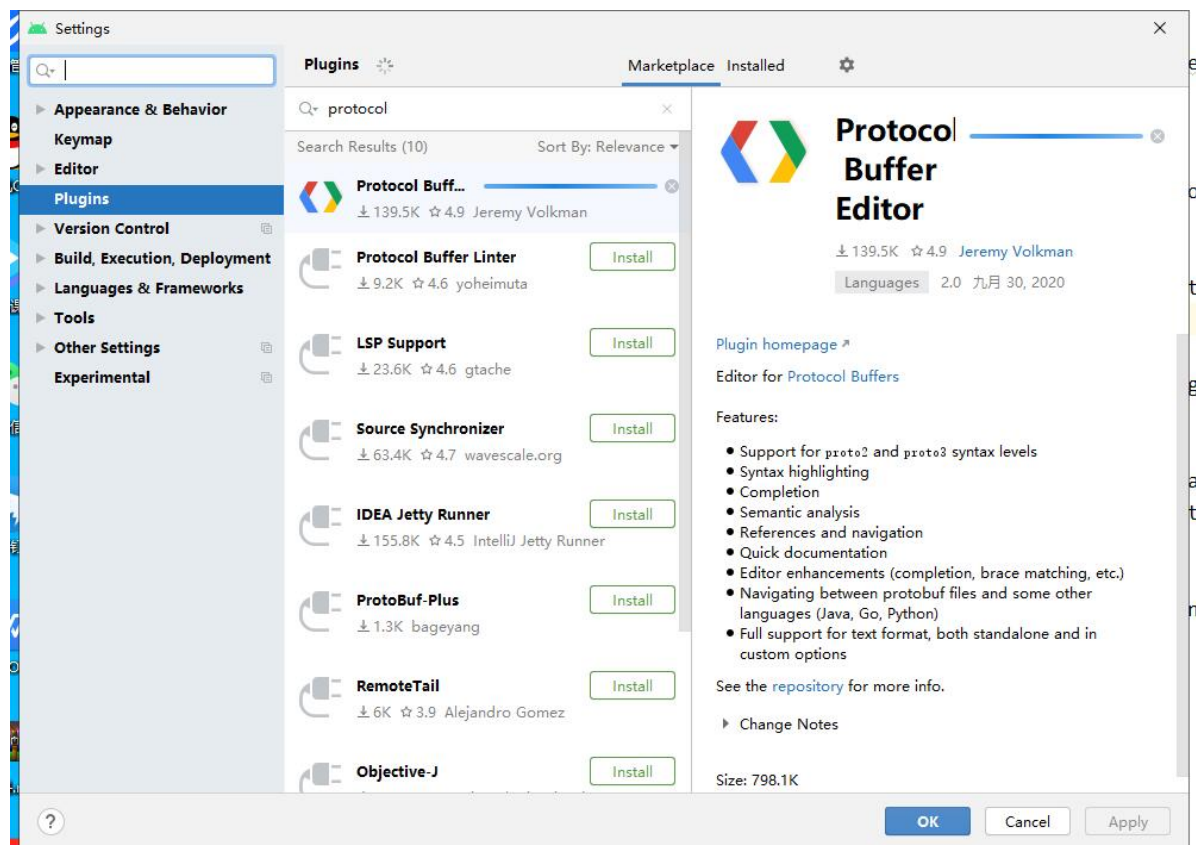 Settings
Appearance & Behavior
Keymap
Editor
Plugins
Version Control
Build, Execution, Deployment
Languages & Frameworks
Tools
Other Settings
Experimental
Plugins
Marketplace
Installed
protocol
Search Results (10)
Sort By: Relevance
Protocol Buff...
139.5K 4.9 Jeremy Volkman
Protocol Buffer Linter
Install
9.2K 4.6 yoheimuta
LSP Support
Install
23.6K 4.6 gtache
Source Synchronizer
Install
63.4K 4.7 wavescale.org
IDEA Jetty Runner
Install
155.8K 4.5 IntelliJ Jetty Runner
ProtoBuf-Plus
Install
1.3K bageyang
RemoteTail
Install
6K 3.9 Alejandro Gomez
Objective-J
Install
Protocol
Buffer
Editor
139.5K 4.9 Jeremy Volkman
Languages 2.0 九月 30, 2020
Plugin homepage
Editor for Protocol Buffers
Features:
Support for proto2 and proto3 syntax levels
Syntax highlighting
Completion
Semantic analysis
References and navigation
Quick documentation
Editor enhancements (completion, brace matching, etc.)
Navigating between protobuf files and some other
languages (Java, Go, Python)
Full support for text format, both standalone and in
custom options
See the repository for more info.
Change Notes
Size: 798.1K
?
OK
Cancel
Apply